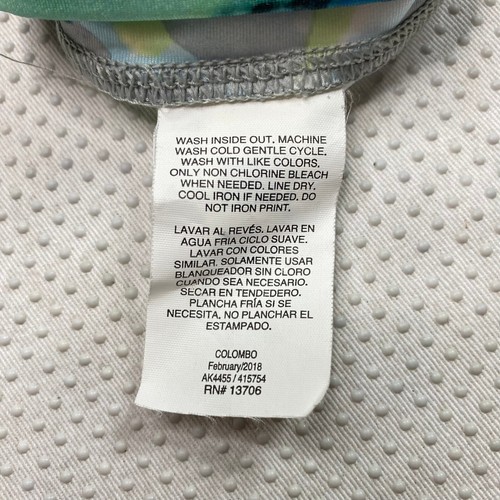 WASH INSIDE OUT. MACHINE
WASH COLD GENTLE CYCLE.
WASH WITH LIKE COLORS.
ONLY NON CHLORINE BLEACH
WHEN NEEDED. LINE DRY.
COOL IRON IF NEEDED. DO
NOT IRON PRINT.
LAVAR AL REVÉS. LAVAR EN
AGUA FRIA CICLO SUAVE.
LAVAR CON COLORES
SIMILAR. SOLAMENTE USAR
BLANQUEADOR SIN CLORO
CUANDO SEA NECESARIO.
SECAR EN TENDEDERO.
PLANCHA FRÍA SI SE
NECESITA, NO PLANCHAR EL
ESTAMPADO.
COLOMBO
February/2018
AK4455 / 415754
RN# 13706